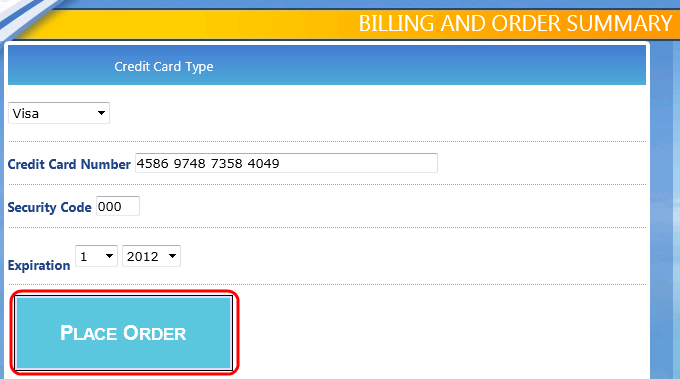 BILLING AND ORDER SUMMARY
Credit Card Type
Visa
Credit Card Number 4586 9748 7358 4049
Security Code 000
Expiration 1 2012
PLACE ORDER